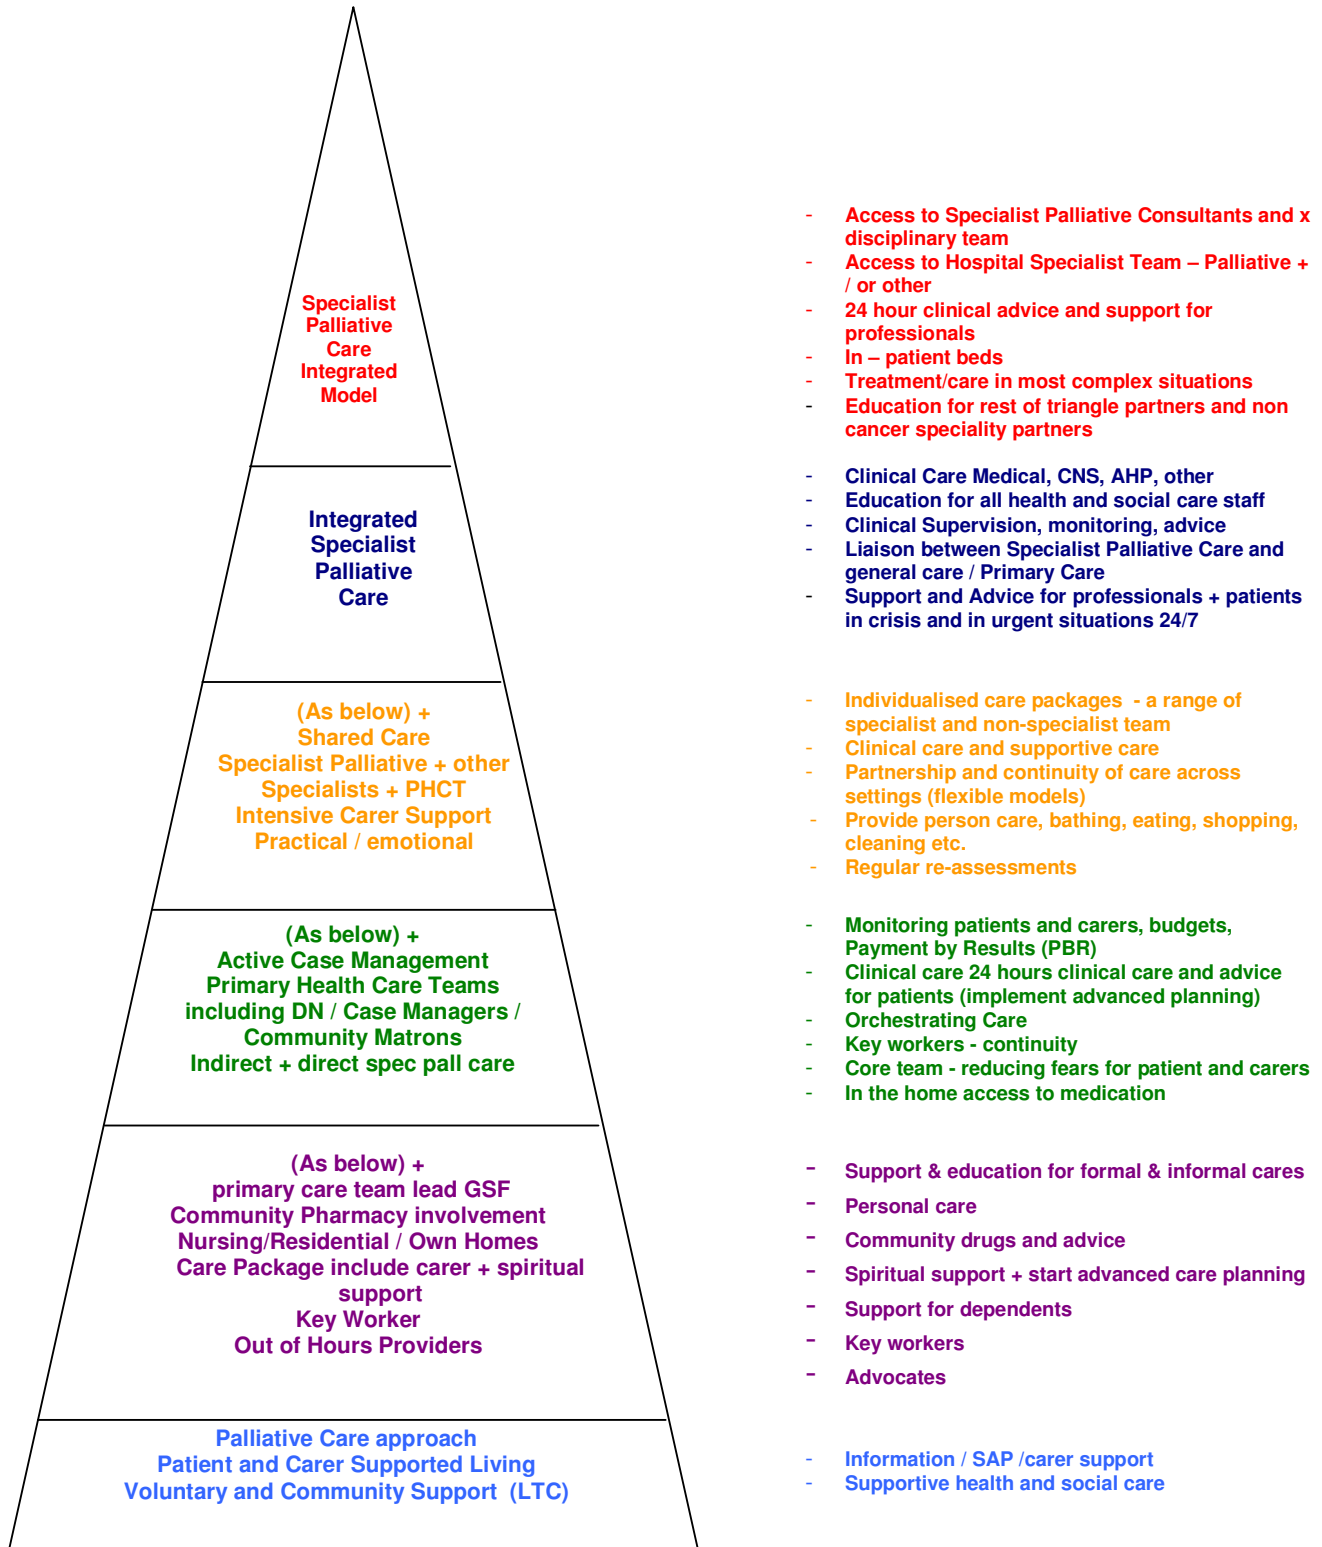 Specialist
Palliative
Care
Integrated
Model
- Access to Specialist Palliative Consultants and x
disciplinary team
- Access to Hospital Specialist Team – Palliative +
/ or other
- 24 hour clinical advice and support for
professionals
- In – patient beds
- Treatment/care in most complex situations
- Education for rest of triangle partners and non
cancer speciality partners
Integrated
Specialist
Palliative
Care
- Clinical Care Medical, CNS, AHP, other
- Education for all health and social care staff
- Clinical Supervision, monitoring, advice
- Liaison between Specialist Palliative Care and
general care / Primary Care
- Support and Advice for professionals + patients
in crisis and in urgent situations 24/7
(As below) +
Shared Care
Specialist Palliative + other
Specialists + PHCT
Intensive Carer Support
Practical / emotional
- Individualised care packages - a range of
specialist and non-specialist team
- Clinical care and supportive care
- Partnership and continuity of care across
settings (flexible models)
- Provide person care, bathing, eating, shopping,
cleaning etc.
- Regular re-assessments
(As below) +
Active Case Management
Primary Health Care Teams
including DN / Case Managers /
Community Matrons
Indirect + direct spec pall care
- Monitoring patients and carers, budgets,
Payment by Results (PBR)
- Clinical care 24 hours clinical care and advice
for patients (implement advanced planning)
- Orchestrating Care
- Key workers - continuity
- Core team - reducing fears for patient and carers
- In the home access to medication
(As below) +
primary care team lead GSF
Community Pharmacy involvement
Nursing/Residential / Own Homes
Care Package include carer + spiritual
support
Key Worker
Out of Hours Providers
- Support & education for formal & informal cares
- Personal care
- Community drugs and advice
- Spiritual support + start advanced care planning
- Support for dependents
- Key workers
- Advocates
Palliative Care approach
Patient and Carer Supported Living
Voluntary and Community Support (LTC)
- Information / SAP /carer support
- Supportive health and social care